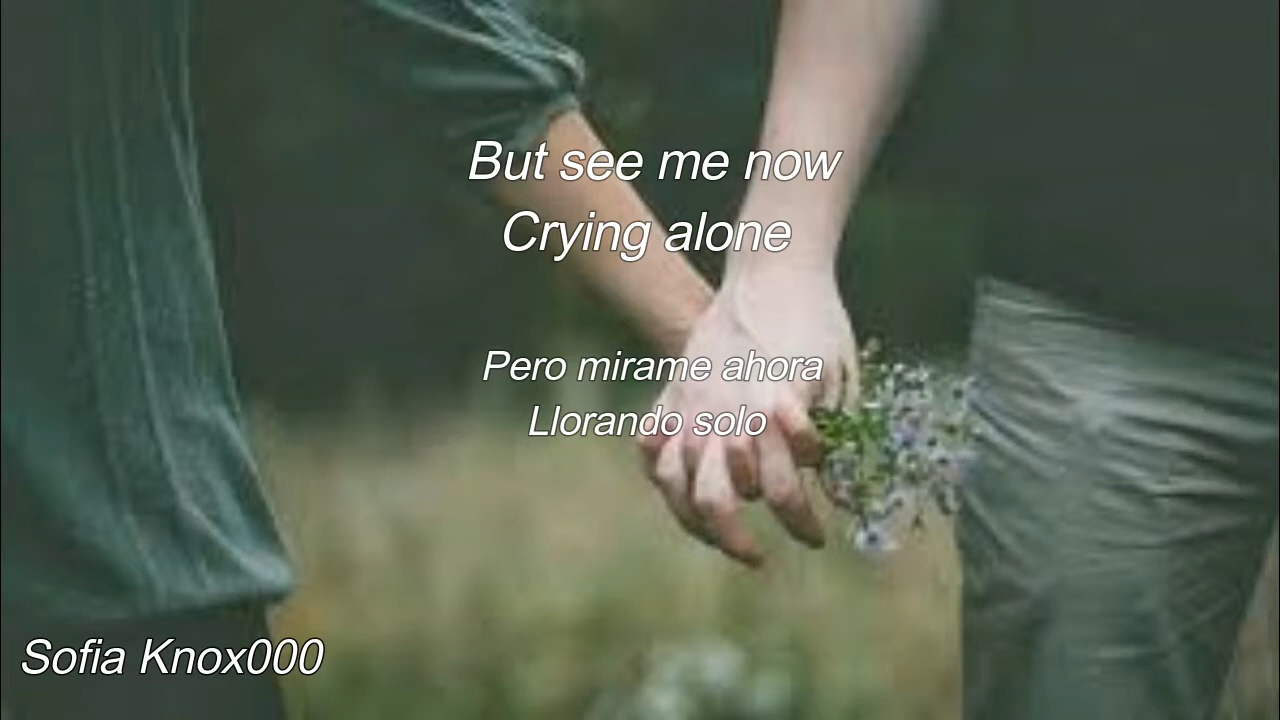 But see me now
Crying alone
Pero mirame ahora
Llorando solo
Sofia Knox000